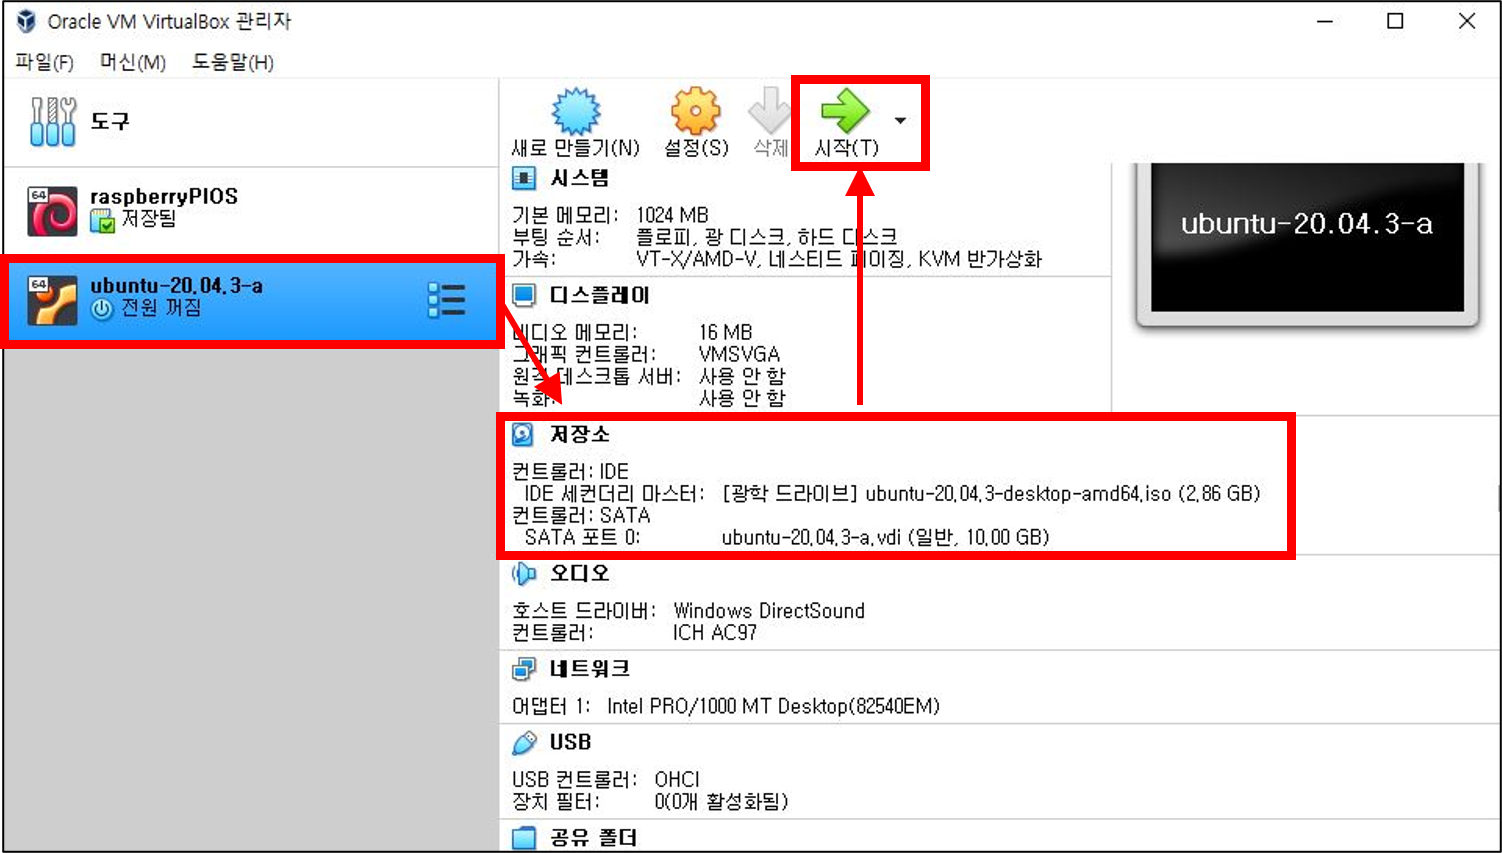 Oracle VM VirtualBox 관리자
파일(F) 머신(M) 도움말(H)
도구
새로 만들기(N) 설정(S) 삭제 시작(T)
64 raspberryPIOS
저장됨
64 ubuntu-20.04.3-a
전원 꺼짐
시스템
기본 메모리: 1024 MB
부팅 순서: 플로피, 광 디스크, 하드 디스크
가속: VT-X/AMD-V, 네스티드 페이징, KVM 반가상화
ubuntu-20.04.3-a
디스플레이
비디오 메모리: 16 MB
그래픽 컨트롤러: VMSVGA
원격 데스크톱 서버: 사용 안 함
녹화: 사용 안 함
저장소
컨트롤러: IDE
IDE 세컨더리 마스터: [광학 드라이브] ubuntu-20.04.3-desktop-amd64.iso (2.86 GB)
컨트롤러: SATA
SATA 포트 0: ubuntu-20.04.3-a.vdi (일반, 10.00 GB)
오디오
호스트 드라이버: Windows DirectSound
컨트롤러: ICH AC97
네트워크
어댑터 1: Intel PRO/1000 MT Desktop(82540EM)
USB
USB 컨트롤러: OHCI
장치 필터: 0(0개 활성화됨)
공유 폴더